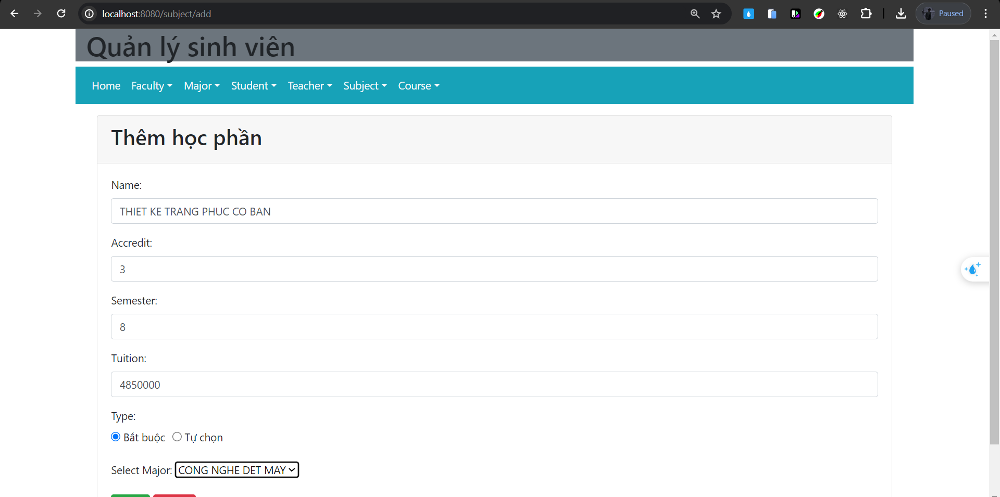 localhost:8080/subject/add
Paused
Quản lý sinh viên
Home Faculty Major Student Teacher Subject Course
Thêm học phần
Name:
THIET KE TRANG PHUC CO BAN
Accredit:
3
Semester:
8
Tuition:
4850000
Type:
Bắt buộc Tự chọn
Select Major: CONG NGHE DET MAY